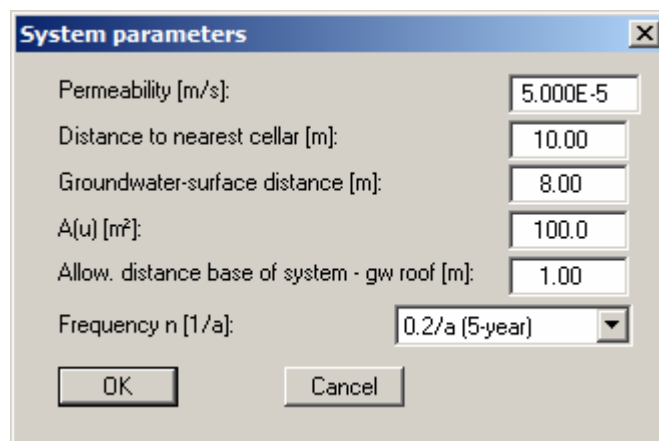 System parameters
Permeability [m/s]: 5.000E-5
Distance to nearest cellar [m]: 10.00
Groundwater-surface distance [m]: 8.00
A(u) [m²]: 100.0
Allow. distance base of system - gw roof [m]: 1.00
Frequency n [1/a]: 0.2/a (5-year)
OK Cancel